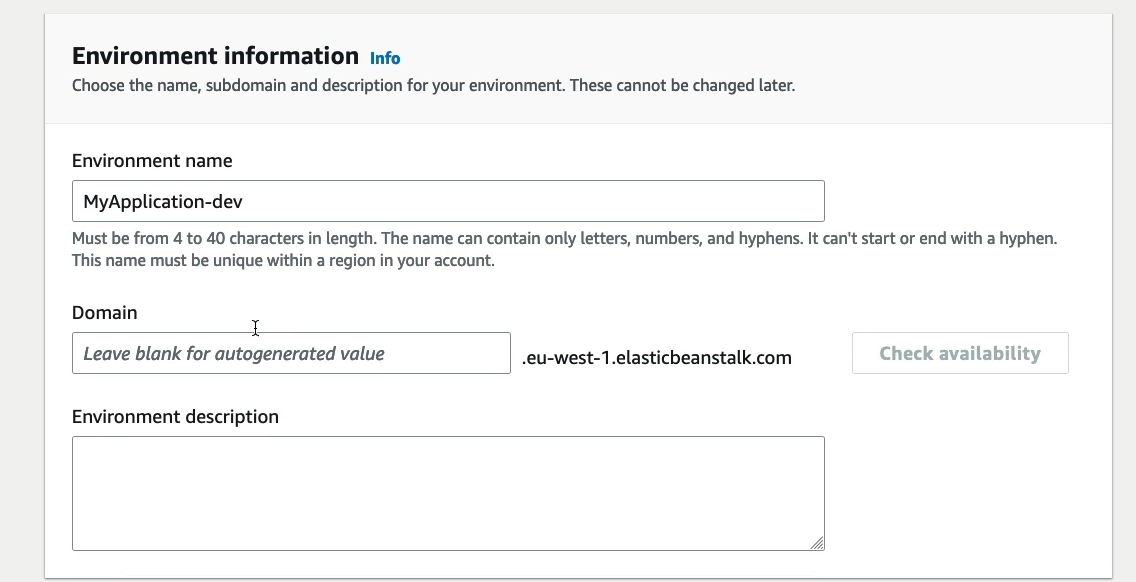 Environment information Info
Choose the name, subdomain and description for your environment. These cannot be changed later.
Environment name
MyApplication-dev
Must be from 4 to 40 characters in length. The name can contain only letters, numbers, and hyphens. It can't start or end with a hyphen.
This name must be unique within a region in your account.
Domain
Leave blank for autogenerated value .eu-west-1.elasticbeanstalk.com Check availability
Environment description